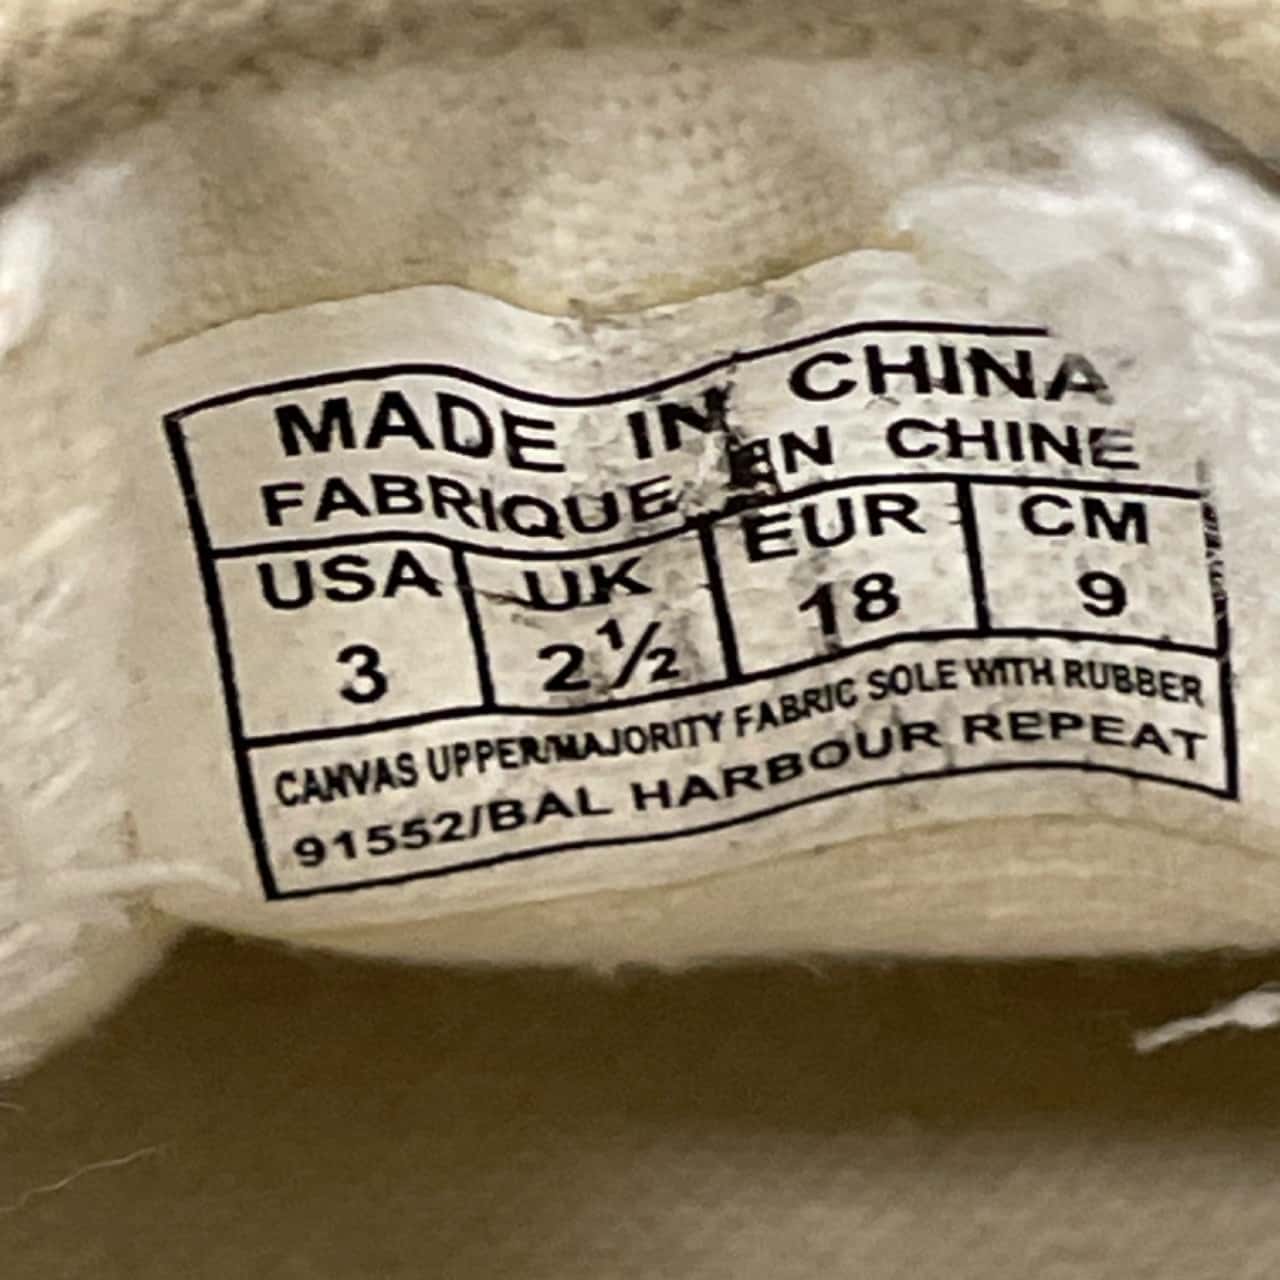 MADE IN CHINA
FABRIQUE EN CHINE
USA UK EUR CM
3 2½ 18 9
CANVAS UPPER/MAJORITY FABRIC SOLE WITH RUBBER
91552/BAL HARBOUR REPEAT